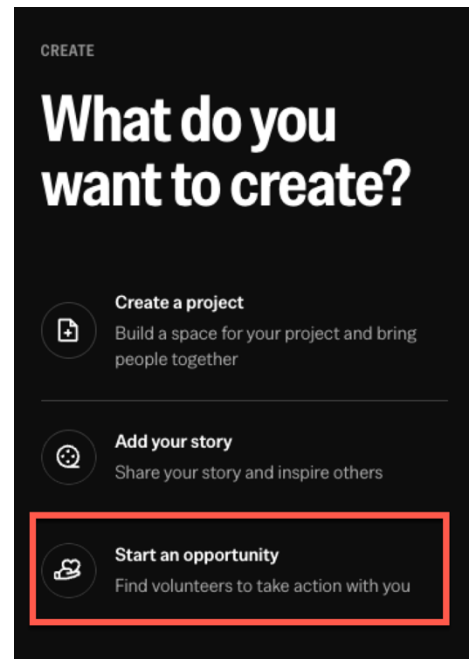 CREATE
What do you
want to create?
Create a project
Build a space for your project and bring
people together
Add your story
Share your story and inspire others
Start an opportunity
Find volunteers to take action with you